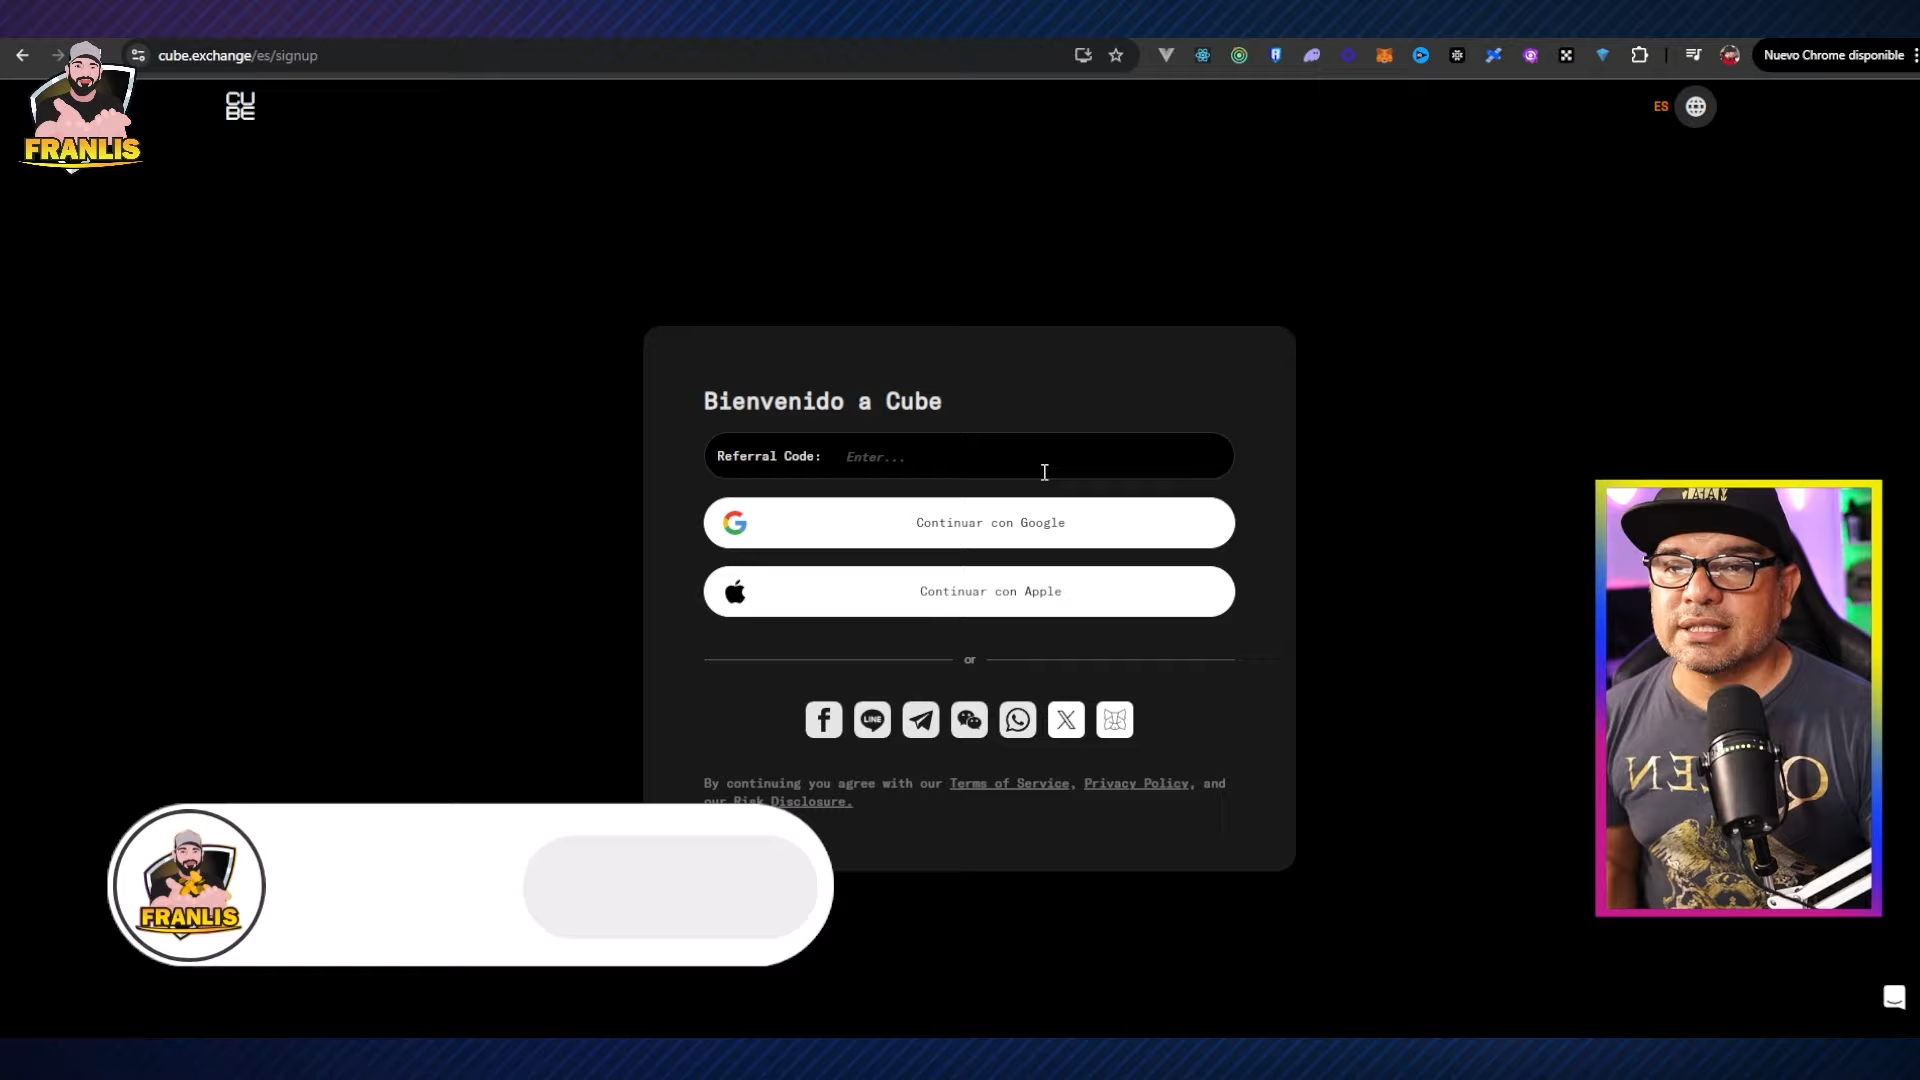 cube.exchange/es/signup
Nuevo Chrome disponible
FRANLIS
CU
BE
ES
Bienvenido a Cube
Referral Code: Enter...
Continuar con Google
Continuar con Apple
or
LINE
By continuing you agree with our Terms of Service, Privacy Policy, and
our Risk Disclosure.
FRANLIS
QUEEN